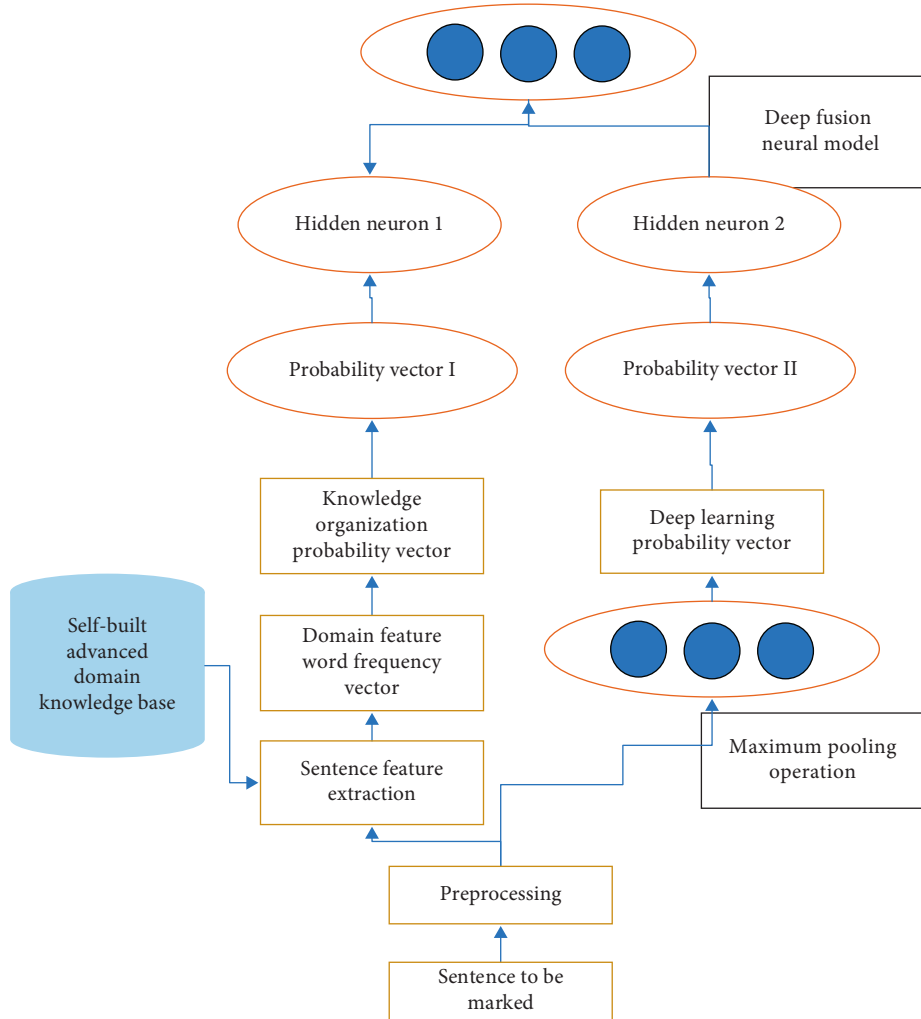 Deep fusion
neural model
Hidden neuron 1
Hidden neuron 2
Probability vector I
Probability vector II
Knowledge
organization
probability vector
Deep learning
probability vector
Self-built
advanced
domain
knowledge base
Domain feature
word frequency
vector
Sentence feature
extraction
Maximum pooling
operation
Preprocessing
Sentence to be
marked